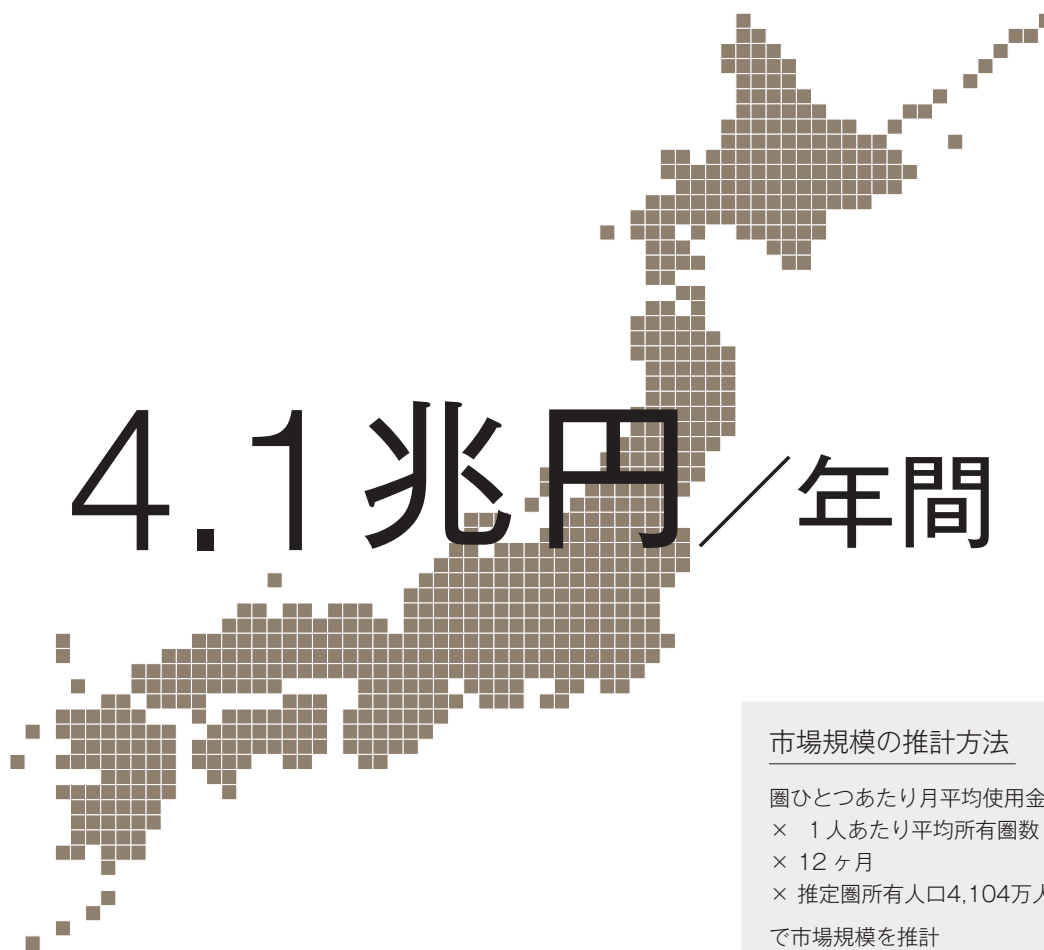 4.1兆円／年間
市場規模の推計方法
圏ひとつあたり月平均使用金
× 1人あたり平均所有圏数
× 12ヶ月
× 推定圏所有人口4,104万人
で市場規模を推計